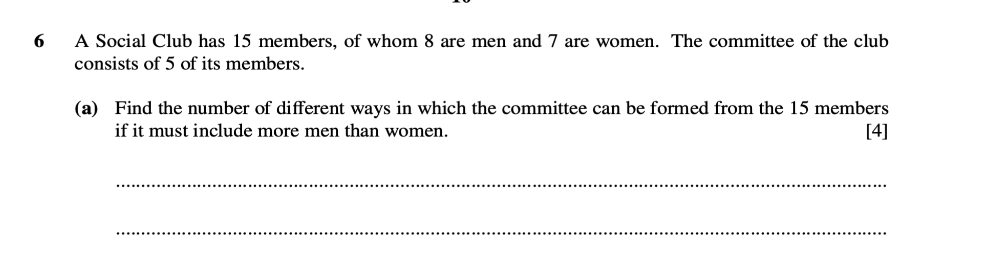 6 A Social Club has 15 members, of whom 8 are men and 7 are women. The committee of the club
consists of 5 of its members.
(a) Find the number of different ways in which the committee can be formed from the 15 members
if it must include more men than women. [4]